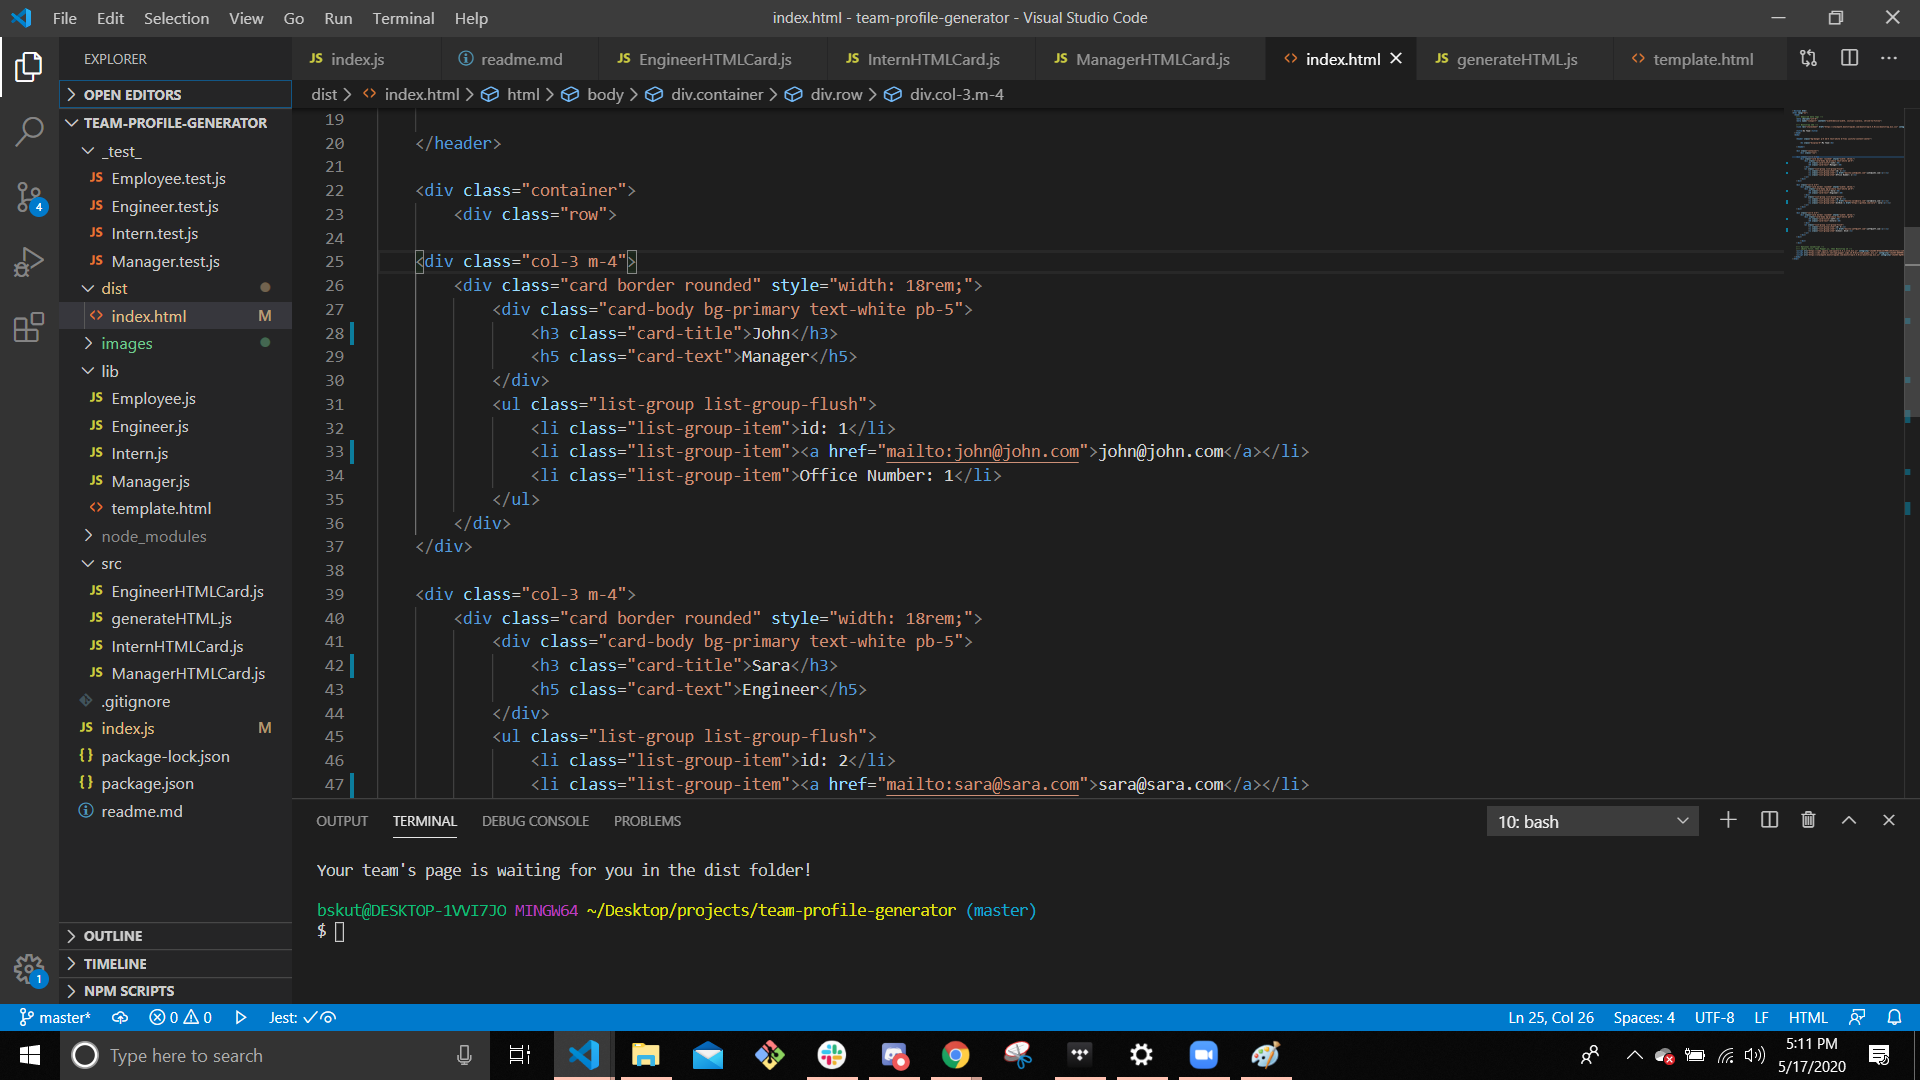 File Edit Selection View Go Run Terminal Help
index.html - team-profile-generator - Visual Studio Code
EXPLORER
JS index.js
readme.md
JS EngineerHTMLCard.js
JS InternHTMLCard.js
JS ManagerHTMLCard.js
index.html
JS generateHTML.js
template.html
OPEN EDITORS
dist > index.html > html > body > div.container > div.row > div.col-3.m-4
TEAM-PROFILE-GENERATOR
_test_
JS Employee.test.js
JS Engineer.test.js
JS Intern.test.js
JS Manager.test.js
dist
index.html M
images
lib
JS Employee.js
JS Engineer.js
JS Intern.js
JS Manager.js
template.html
node_modules
src
JS EngineerHTMLCard.js
JS generateHTML.js
JS InternHTMLCard.js
JS ManagerHTMLCard.js
.gitignore
JS index.js M
{} package-lock.json
{} package.json
readme.md
OUTLINE
TIMELINE
NPM SCRIPTS
4
1
19
20 </header>
21
22 <div class="container">
23 <div class="row">
24
25 <div class="col-3 m-4">
26 <div class="card border rounded" style="width: 18rem;">
27 <div class="card-body bg-primary text-white pb-5">
28 <h3 class="card-title">John</h3>
29 <h5 class="card-text">Manager</h5>
30 </div>
31 <ul class="list-group list-group-flush">
32 <li class="list-group-item">id: 1</li>
33 <li class="list-group-item"><a href="mailto:john@john.com">john@john.com</a></li>
34 <li class="list-group-item">Office Number: 1</li>
35 </ul>
36 </div>
37 </div>
38
39 <div class="col-3 m-4">
40 <div class="card border rounded" style="width: 18rem;">
41 <div class="card-body bg-primary text-white pb-5">
42 <h3 class="card-title">Sara</h3>
43 <h5 class="card-text">Engineer</h5>
44 </div>
45 <ul class="list-group list-group-flush">
46 <li class="list-group-item">id: 2</li>
47 <li class="list-group-item"><a href="mailto:sara@sara.com">sara@sara.com</a></li>
OUTPUT TERMINAL DEBUG CONSOLE PROBLEMS
10: bash
Your team's page is waiting for you in the dist folder!
bskut@DESKTOP-1VVI7JO MINGW64 ~/Desktop/projects/team-profile-generator (master)
$
master* 0 0 Jest: Ln 25, Col 26 Spaces: 4 UTF-8 LF HTML
Type here to search
5:11 PM
5/17/2020